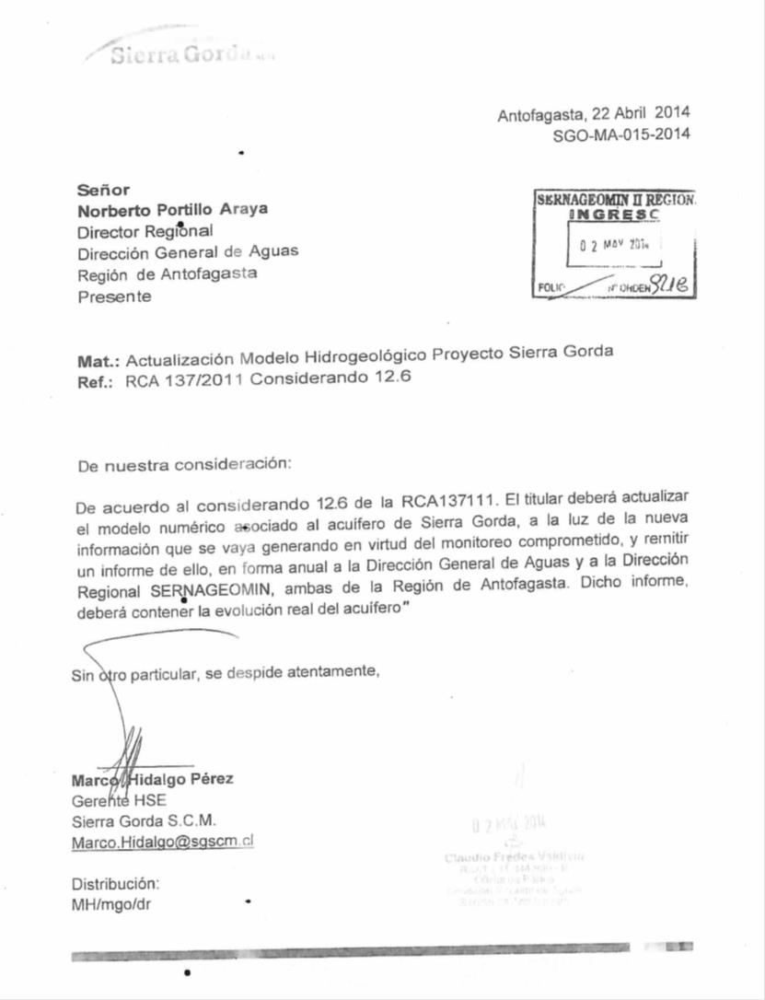 Sierra Gorda
Antofagasta, 22 Abril 2014
SGO-MA-015-2014
Señor
Norberto Portillo Araya
Director Regional
Dirección General de Aguas
Región de Antofagasta
Presente
SERNAGEOMIN II REGION.
INGRESO
02 MAY 2014
FOLIO Nº ORDEN
Mat.: Actualización Modelo Hidrogeológico Proyecto Sierra Gorda
Ref.: RCA 137/2011 Considerando 12.6
De nuestra consideración:
De acuerdo al considerando 12.6 de la RCA137111. El titular deberá actualizar
el modelo numérico asociado al acuífero de Sierra Gorda, a la luz de la nueva
información que se vaya generando en virtud del monitoreo comprometido, y remitir
un informe de ello, en forma anual a la Dirección General de Aguas y a la Dirección
Regional SERNAGEOMIN, ambas de la Región de Antofagasta. Dicho informe,
deberá contener la evolución real del acuífero"
Sin otro particular, se despide atentamente,
Marco Hidalgo Pérez
Gerente HSE
Sierra Gorda S.C.M.
Marco.Hidalgo@sgscm.cl
02 MAY 2014
Claudio Fredes Valdivia
Distribución:
MH/mgo/dr